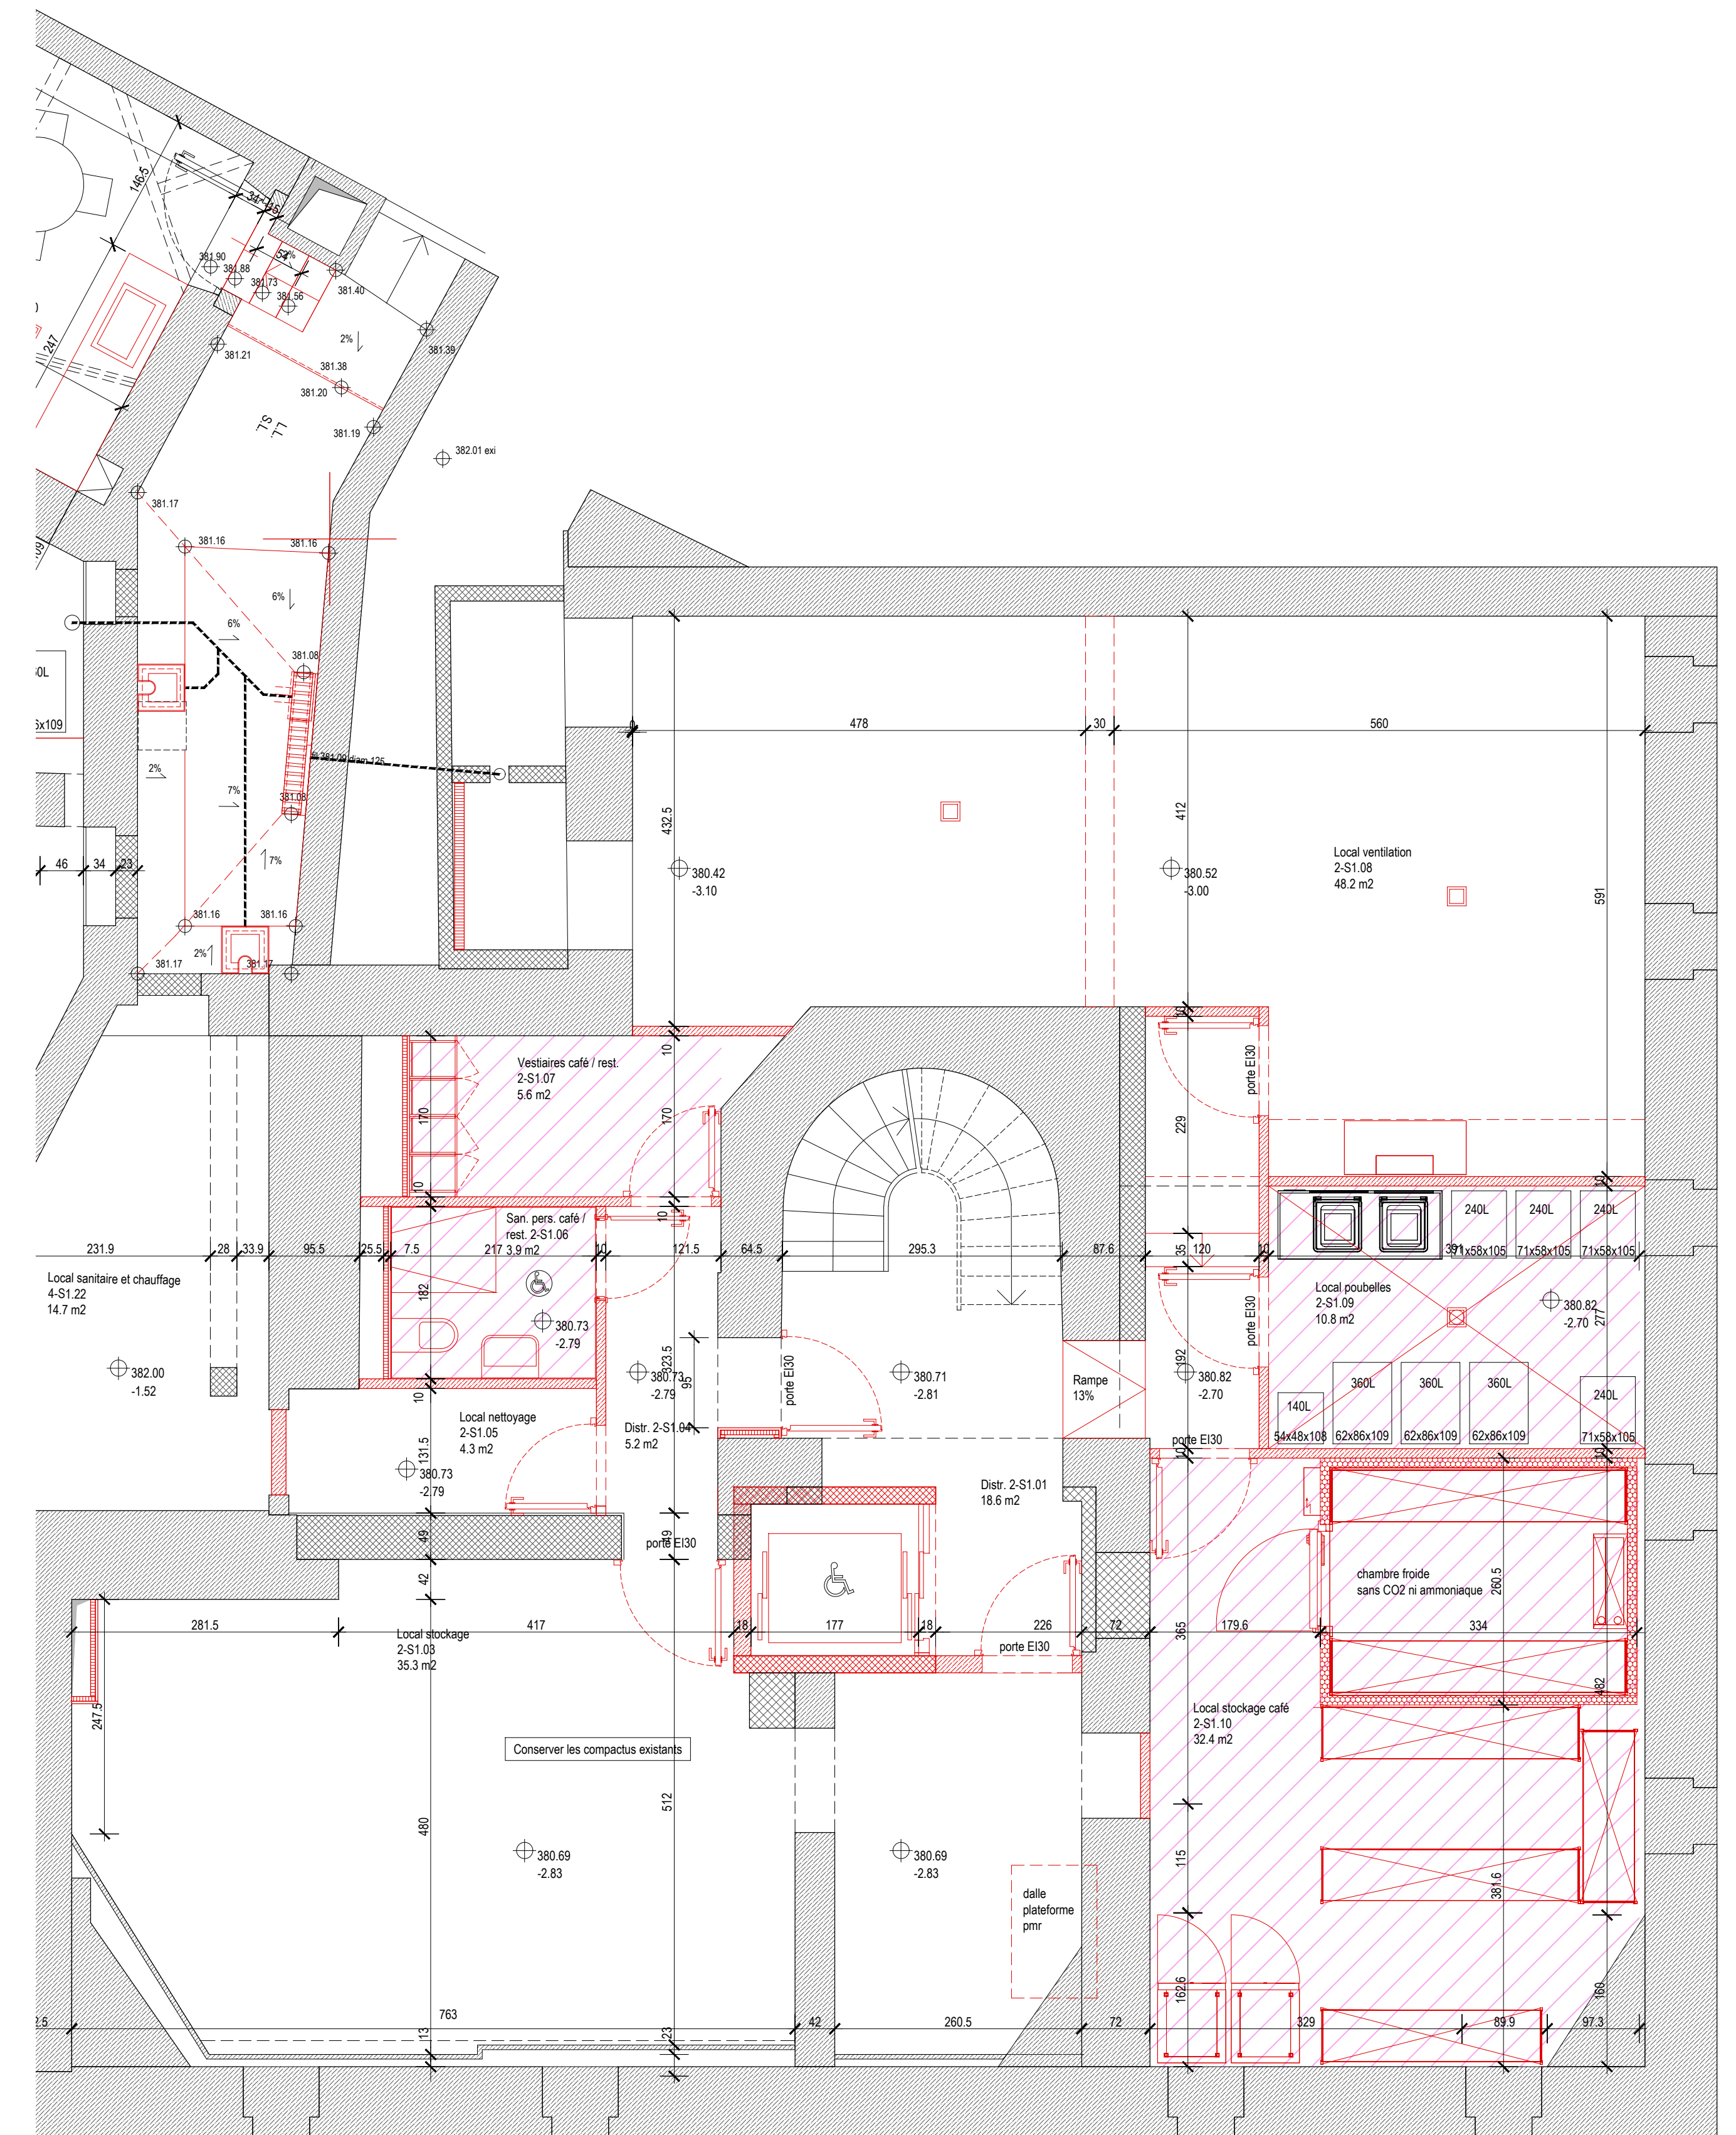 146.5
34
15
381.90
381.88
2%
381.73
381.56
381.40
247
381.21
2%
381.39
381.38
381.20
L.L.
S.L.
381.19
382.01 exi
381.17
381.16
381.16
6%
6%
381.08
2%
7%
381.08
46
34
23
7%
381.16
381.16
2%
381.17
381.17
478
30
560
432.5
412
591
380.42
-3.10
380.52
-3.00
Local ventilation
2-S1.08
48.2 m2
10
10
Vestiaires café / rest.
2-S1.07
5.6 m2
170
170
porte EI30
229
10
10
10
San. pers. café /
rest. 2-S1.06
3.9 m2
240L
240L
240L
71x58x105
71x58x105
71x58x105
231.9
28
33.9
95.5
25.5
7.5
217
10
121.5
64.5
295.3
87.6
35
120
10
391
Local sanitaire et chauffage
4-S1.22
14.7 m2
182
380.73
-2.79
Local poubelles
2-S1.09
10.8 m2
380.82
-2.70
277
porte EI30
382.00
-1.52
323.5
380.73
-2.79
95
porte EI30
380.71
-2.81
Rampe
13%
192
380.82
-2.70
10
140L
54x48x108
360L
360L
360L
62x86x109
62x86x109
62x86x109
240L
71x58x105
Local nettoyage
2-S1.05
4.3 m2
Distr. 2-S1.04
5.2 m2
porte EI30
10
10
131.5
380.73
-2.79
Distr. 2-S1.01
18.6 m2
49
49
porte EI30
42
chambre froide
sans CO2 ni ammoniaque
260.5
281.5
417
18
177
18
226
72
365
179.6
334
Local stockage
2-S1.03
35.3 m2
porte EI30
482
247.5
Local stockage café
2-S1.10
32.4 m2
Conserver les compactus existants
480
512
380.69
-2.83
380.69
-2.83
115
381.6
dalle
plateforme
pmr
162.6
160
2.5
763
42
260.5
72
329
89.9
97.3
13
23